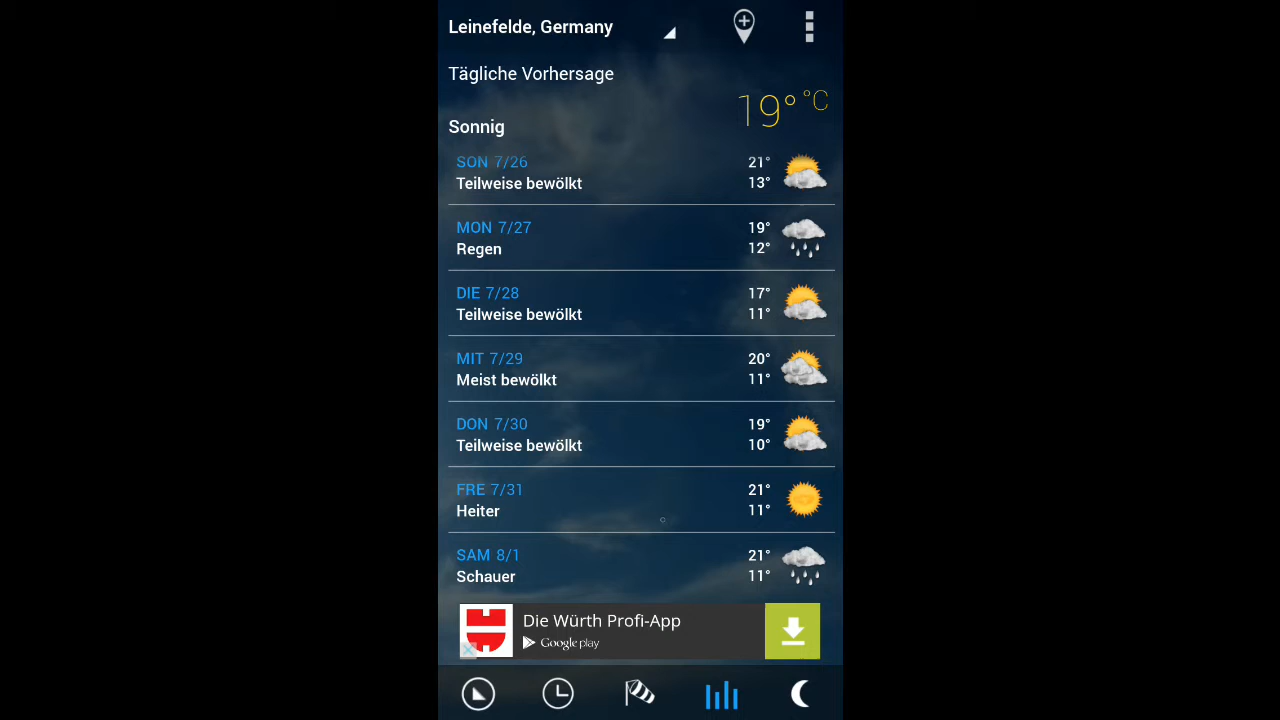 Leinefelde, Germany
Tägliche Vorhersage
19° °C
Sonnig
SON 7/26 21°
Teilweise bewölkt 13°
MON 7/27 19°
Regen 12°
DIE 7/28 17°
Teilweise bewölkt 11°
MIT 7/29 20°
Meist bewölkt 11°
DON 7/30 19°
Teilweise bewölkt 10°
FRE 7/31 21°
Heiter 11°
SAM 8/1 21°
Schauer 11°
Die Würth Profi-App
Google play